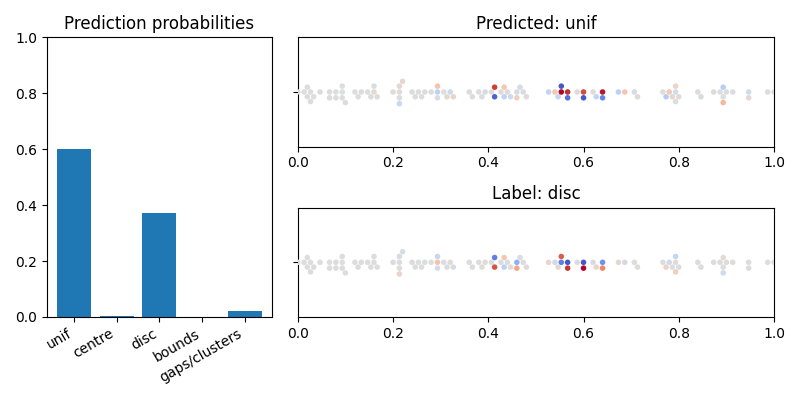 Prediction probabilities
1.0
0.8
0.6
0.4
0.2
0.0
unif
centre
disc
bounds
gaps/clusters
Predicted: unif
0.0 0.2 0.4 0.6 0.8 1.0
Label: disc
0.0 0.2 0.4 0.6 0.8 1.0